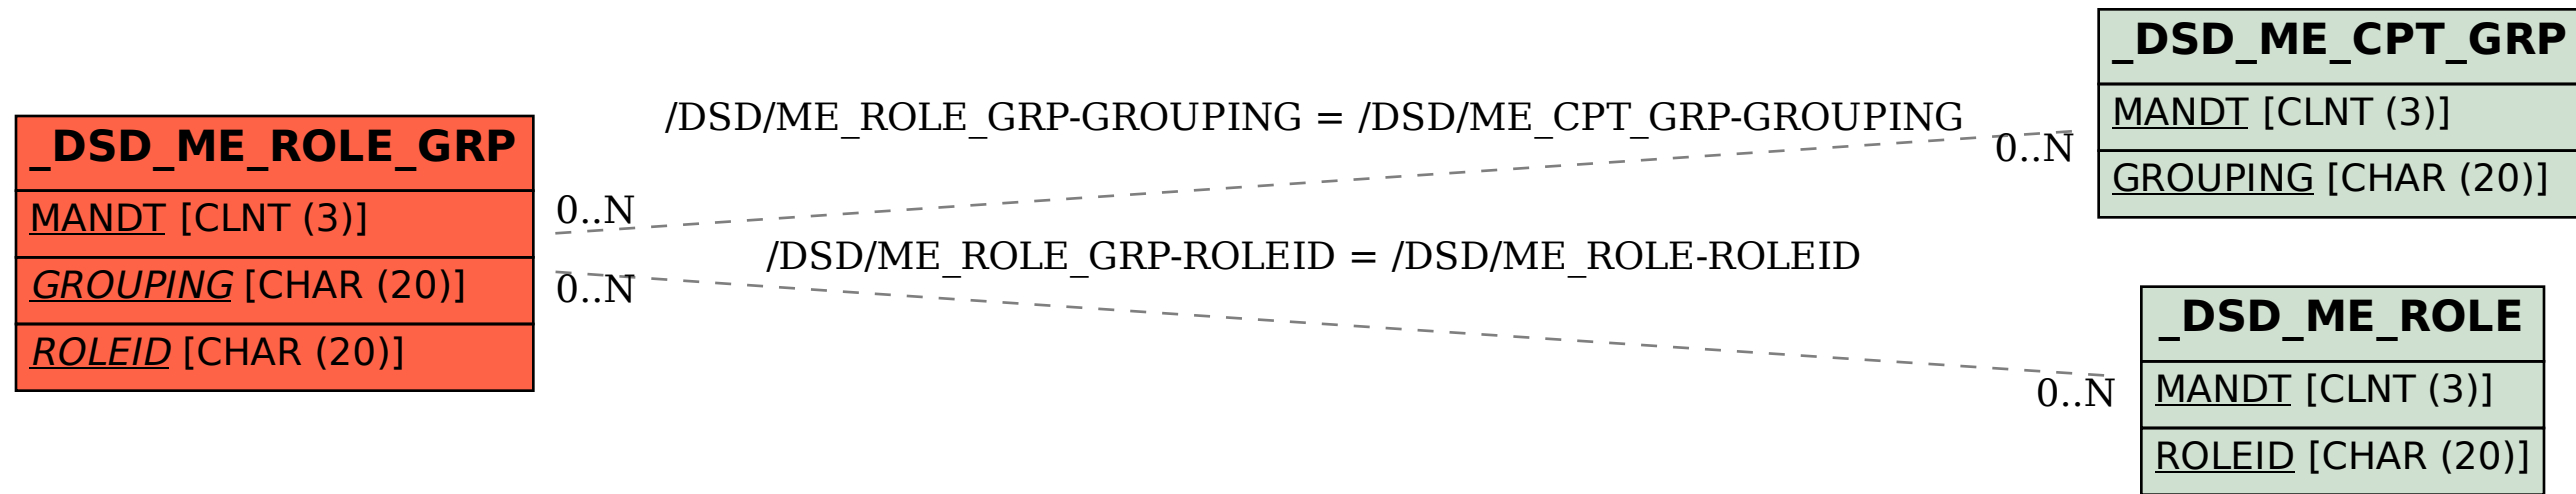 _DSD_ME_ROLE_GRP
MANDT [CLNT (3)]
GROUPING [CHAR (20)]
ROLEID [CHAR (20)]
/DSD/ME_ROLE_GRP-GROUPING = /DSD/ME_CPT_GRP-GROUPING
0..N
0..N
/DSD/ME_ROLE_GRP-ROLEID = /DSD/ME_ROLE-ROLEID
0..N
0..N
_DSD_ME_CPT_GRP
MANDT [CLNT (3)]
GROUPING [CHAR (20)]
_DSD_ME_ROLE
MANDT [CLNT (3)]
ROLEID [CHAR (20)]